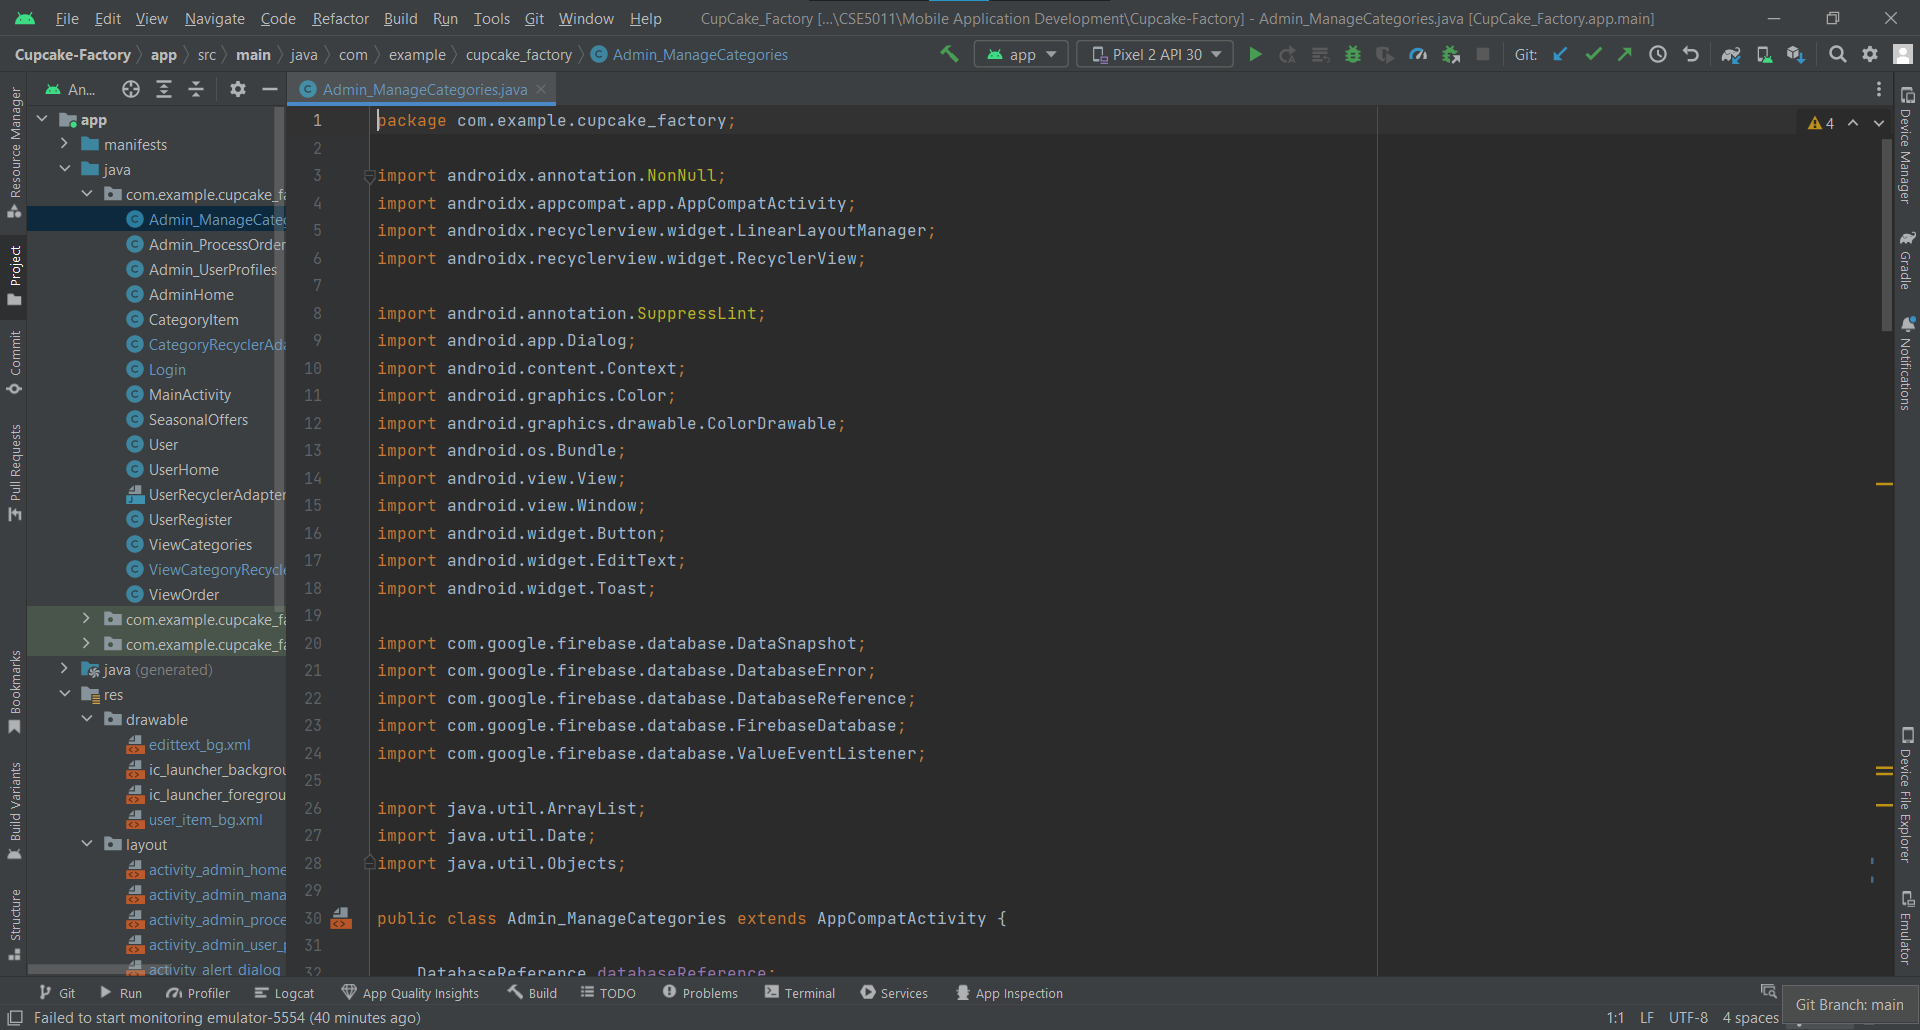 File Edit View Navigate Code Refactor Build Run Tools Git Window Help CupCake_Factory [...\CSE5011\Mobile Application Development\Cupcake-Factory] - Admin_ManageCategories.java [CupCake_Factory.app.main]
Cupcake-Factory app src main java com example cupcake_factory Admin_ManageCategories app Pixel 2 API 30 Git:
An... Admin_ManageCategories.java
Resource Manager
Project
Commit
Pull Requests
Bookmarks
Build Variants
Structure
app
manifests
java
com.example.cupcake_fa
Admin_ManageCateg
Admin_ProcessOrder
Admin_UserProfiles
AdminHome
CategoryItem
CategoryRecyclerAda
Login
MainActivity
SeasonalOffers
User
UserHome
UserRecyclerAdapter
UserRegister
ViewCategories
ViewCategoryRecycle
ViewOrder
com.example.cupcake_fa
com.example.cupcake_fa
java (generated)
res
drawable
edittext_bg.xml
ic_launcher_backgrou
ic_launcher_foregrou
user_item_bg.xml
layout
activity_admin_home
activity_admin_mana
activity_admin_proce
activity_admin_user_p
activity_alert_dialog
1 package com.example.cupcake_factory;
2
3 import androidx.annotation.NonNull;
4 import androidx.appcompat.app.AppCompatActivity;
5 import androidx.recyclerview.widget.LinearLayoutManager;
6 import androidx.recyclerview.widget.RecyclerView;
7
8 import android.annotation.SuppressLint;
9 import android.app.Dialog;
10 import android.content.Context;
11 import android.graphics.Color;
12 import android.graphics.drawable.ColorDrawable;
13 import android.os.Bundle;
14 import android.view.View;
15 import android.view.Window;
16 import android.widget.Button;
17 import android.widget.EditText;
18 import android.widget.Toast;
19
20 import com.google.firebase.database.DataSnapshot;
21 import com.google.firebase.database.DatabaseError;
22 import com.google.firebase.database.DatabaseReference;
23 import com.google.firebase.database.FirebaseDatabase;
24 import com.google.firebase.database.ValueEventListener;
25
26 import java.util.ArrayList;
27 import java.util.Date;
28 import java.util.Objects;
29
30 public class Admin_ManageCategories extends AppCompatActivity {
31
32 DatabaseReference databaseReference;
4
Device Manager
Gradle
Notifications
Device File Explorer
Emulator
Git Run Profiler Logcat App Quality Insights Build TODO Problems Terminal Services App Inspection
Git Branch: main
Failed to start monitoring emulator-5554 (40 minutes ago) 1:1 LF UTF-8 4 spaces